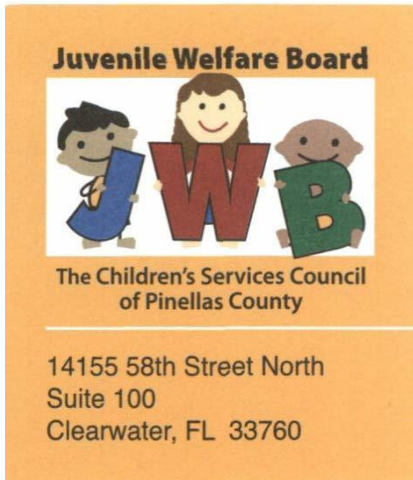 Juvenile Welfare Board
JWB
The Children's Services Council
of Pinellas County
14155 58th Street North
Suite 100
Clearwater, FL 33760